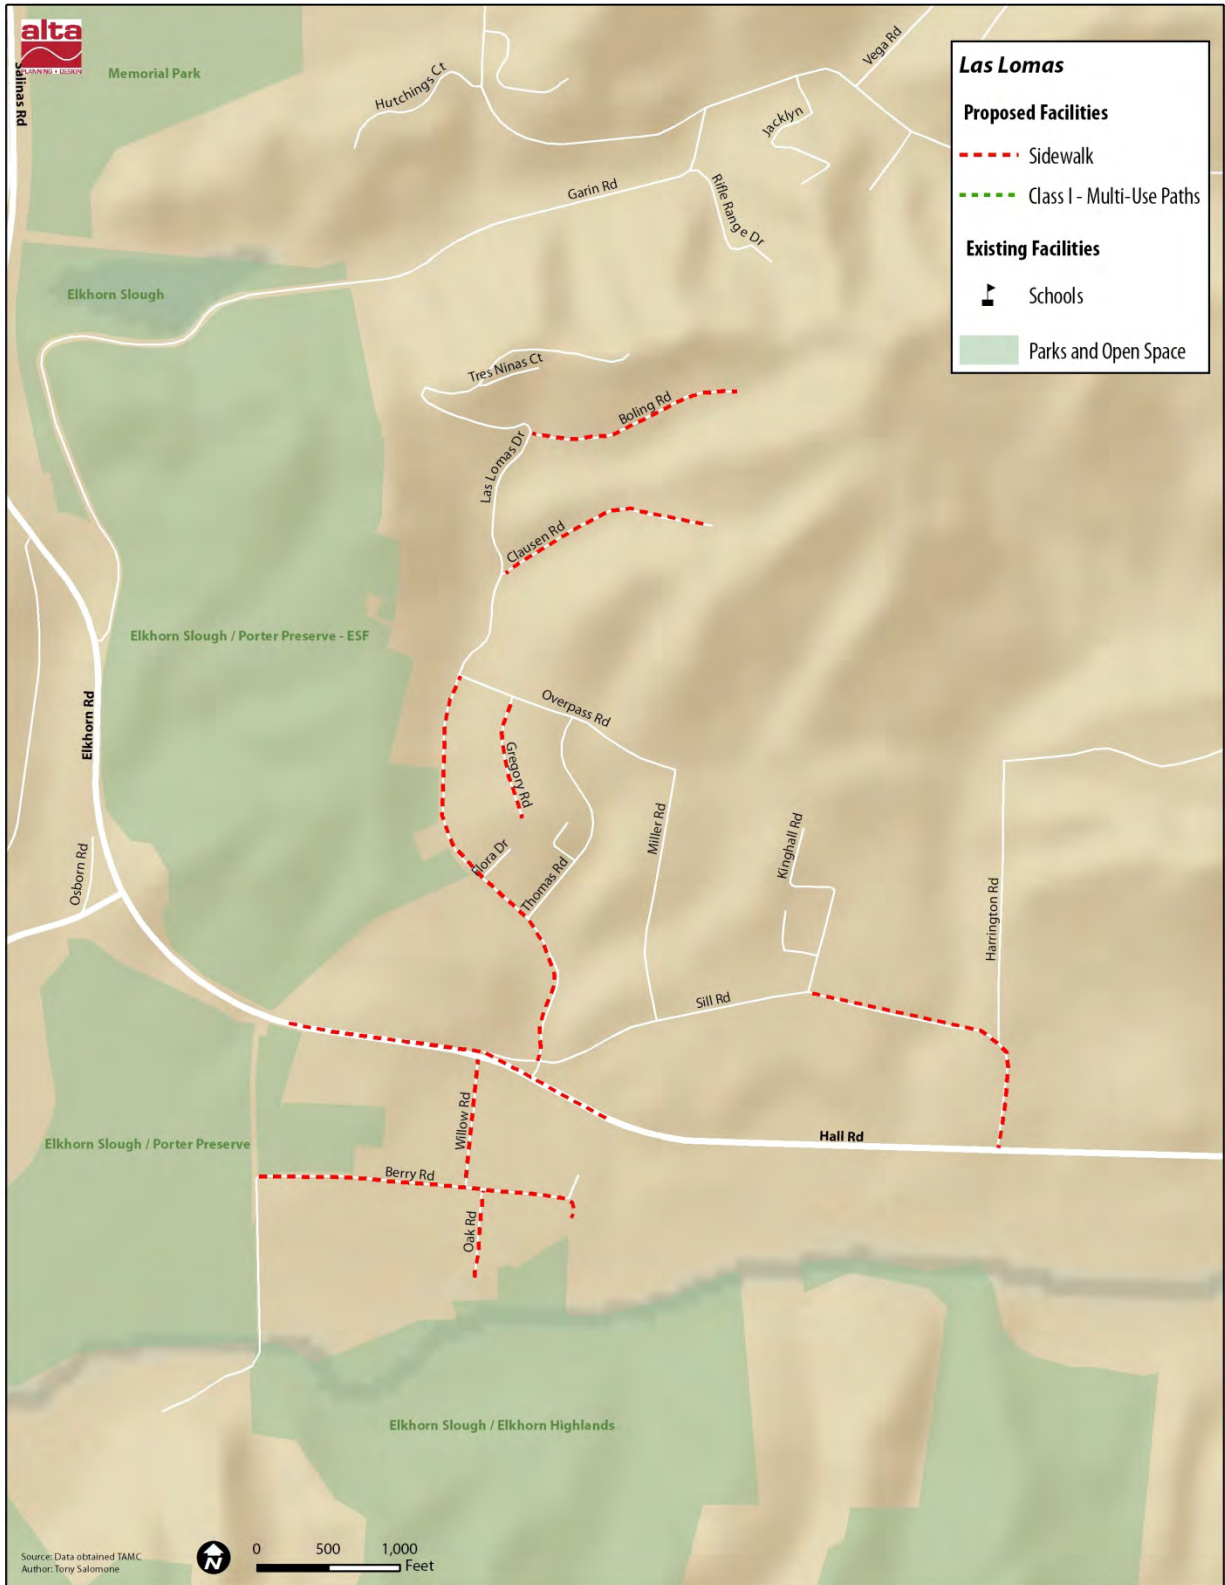 alta
PLANNING + DESIGN
Salinas Rd
Memorial Park
Hutchings Ct
Vega Rd
Jacklyn
Garin Rd
Rifle Range Dr
Las Lomas
Proposed Facilities
Sidewalk
Class I - Multi-Use Paths
Existing Facilities
Schools
Parks and Open Space
Elkhorn Slough
Tres Ninas Ct
Boling Rd
Las Lomas Dr
Clausen Rd
Elkhorn Slough / Porter Preserve - ESF
Elkhorn Rd
Overpass Rd
Gregory Rd
Miller Rd
Kinghall Rd
Flora Dr
Thomas Rd
Osborn Rd
Harrington Rd
Sill Rd
Willow Rd
Hall Rd
Elkhorn Slough / Porter Preserve
Berry Rd
Oak Rd
Elkhorn Slough / Elkhorn Highlands
Source: Data obtained TAMC
Author: Tony Salomone
N
0 500 1,000
Feet